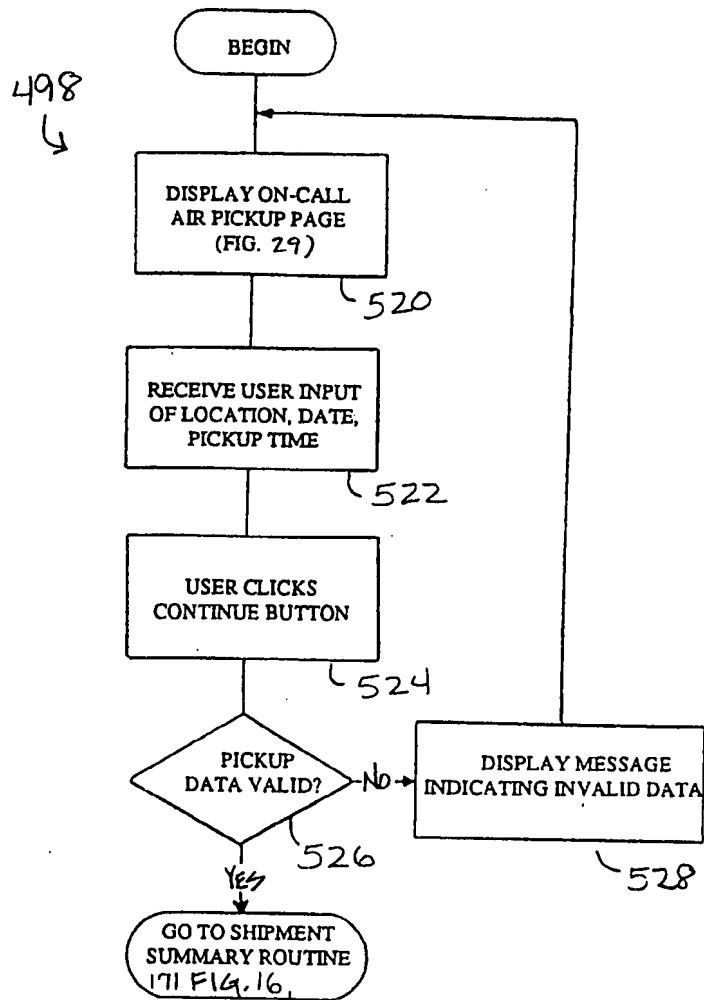 BEGIN
498
DISPLAY ON-CALL
AIR PICKUP PAGE
(FIG. 29)
520
RECEIVE USER INPUT
OF LOCATION, DATE,
PICKUP TIME
522
USER CLICKS
CONTINUE BUTTON
524
PICKUP
DATA VALID?
NO
DISPLAY MESSAGE
INDICATING INVALID DATA
526
528
YES
GO TO SHIPMENT
SUMMARY ROUTINE
171 FIG. 16